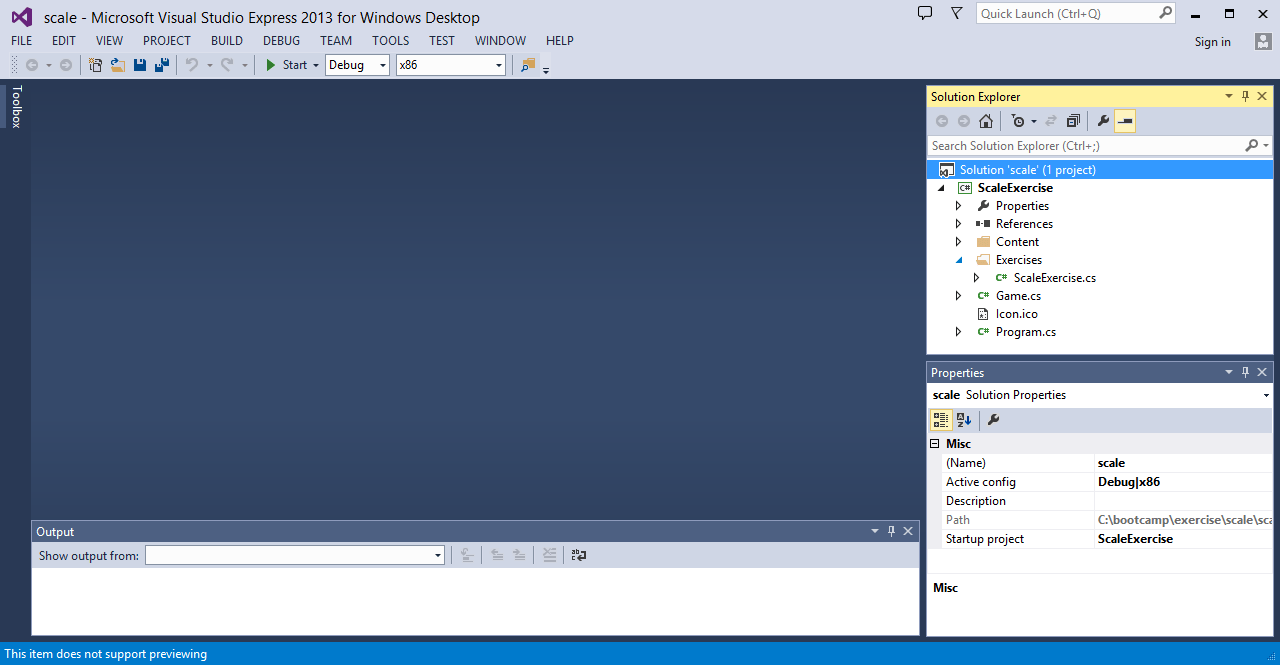 scale - Microsoft Visual Studio Express 2013 for Windows Desktop
Quick Launch (Ctrl+Q)
FILE EDIT VIEW PROJECT BUILD DEBUG TEAM TOOLS TEST WINDOW HELP
Sign in
Start Debug x86
Toolbox
Solution Explorer
Search Solution Explorer (Ctrl+;)
Solution 'scale' (1 project)
C# ScaleExercise
Properties
References
Content
Exercises
C# ScaleExercise.cs
C# Game.cs
Icon.ico
C# Program.cs
Properties
scale Solution Properties
Misc
(Name) scale
Active config Debug|x86
Description
Path C:\bootcamp\exercise\scale\sca
Startup project ScaleExercise
Misc
Output
Show output from:
This item does not support previewing